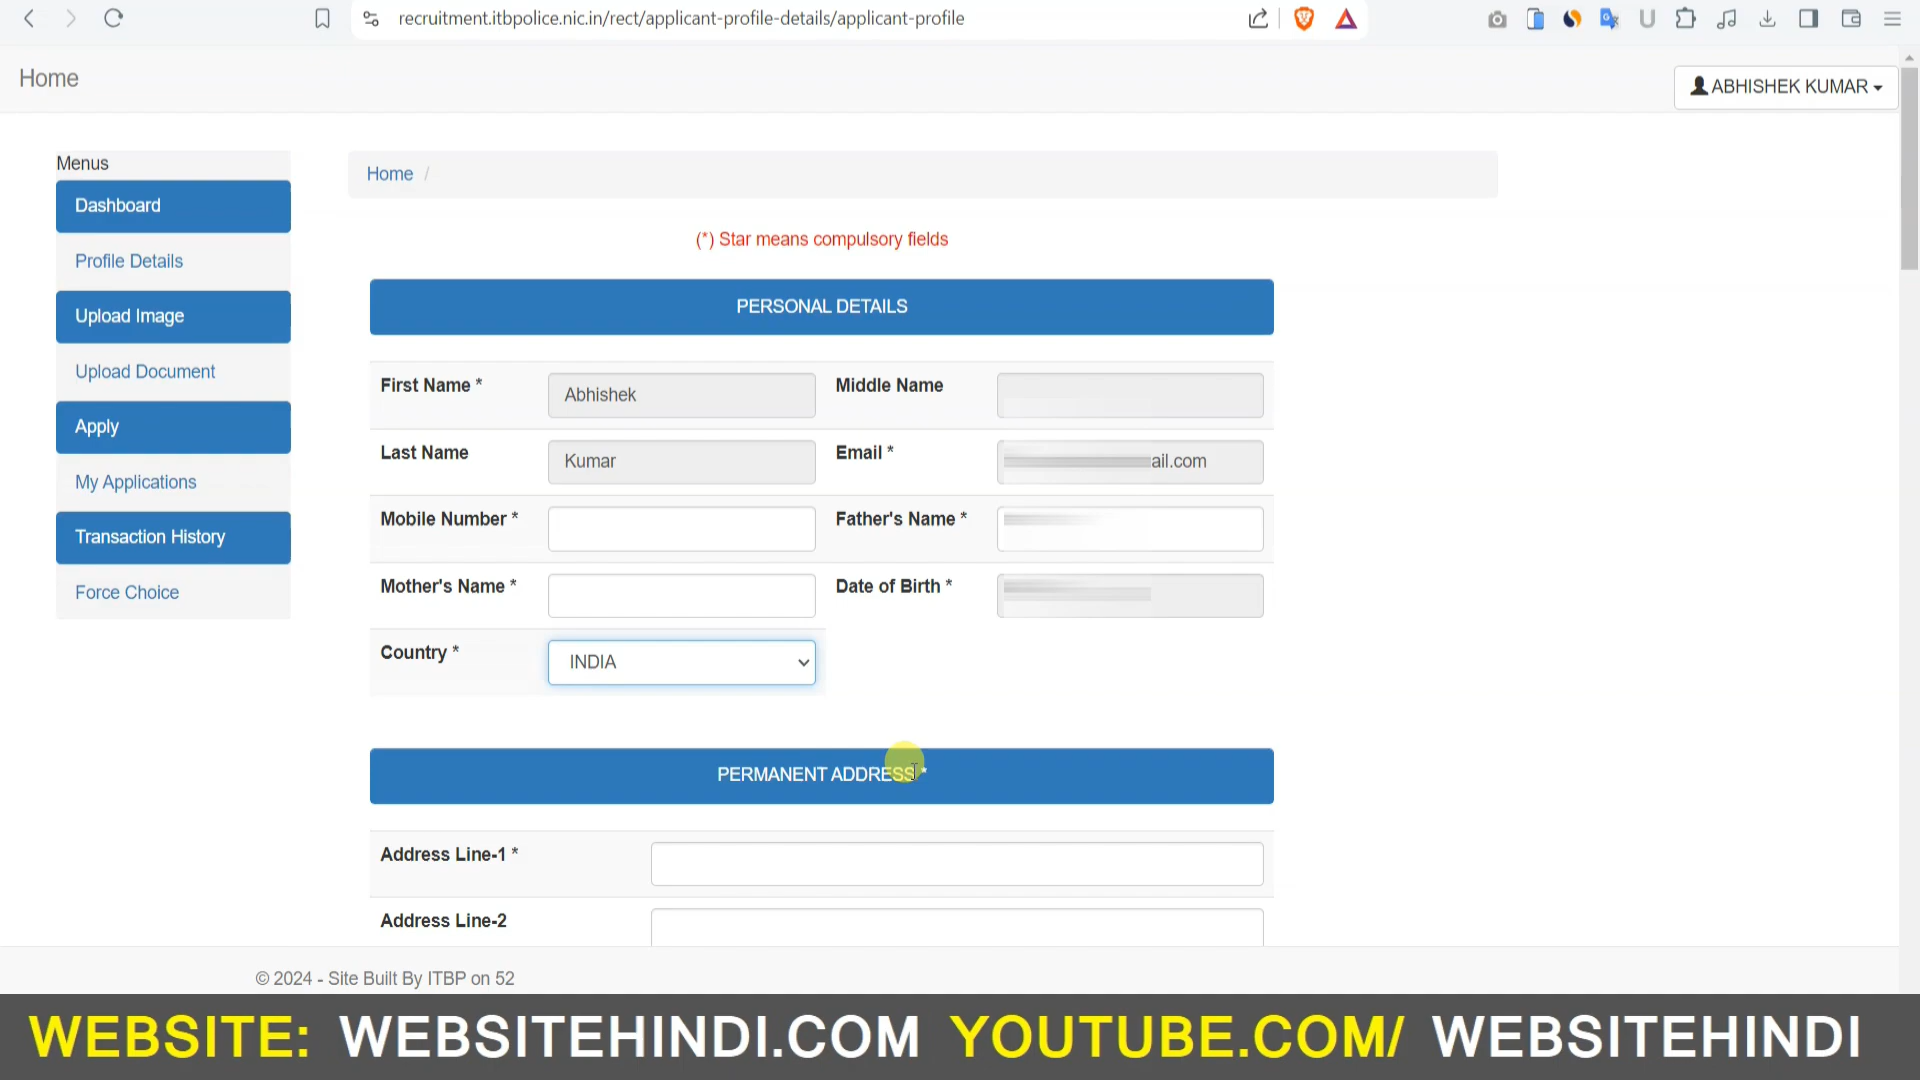 recruitment.itbpolice.nic.in/rect/applicant-profile-details/applicant-profile
Home
ABHISHEK KUMAR
Menus
Dashboard
Profile Details
Upload Image
Upload Document
Apply
My Applications
Transaction History
Force Choice
Home /
(*) Star means compulsory fields
PERSONAL DETAILS
First Name * Abhishek Middle Name
Last Name Kumar Email * ail.com
Mobile Number * Father's Name *
Mother's Name * Date of Birth *
Country * INDIA
PERMANENT ADDRESS *
Address Line-1 *
Address Line-2
© 2024 - Site Built By ITBP on 52
WEBSITE: WEBSITEHINDI.COM YOUTUBE.COM/ WEBSITEHINDI